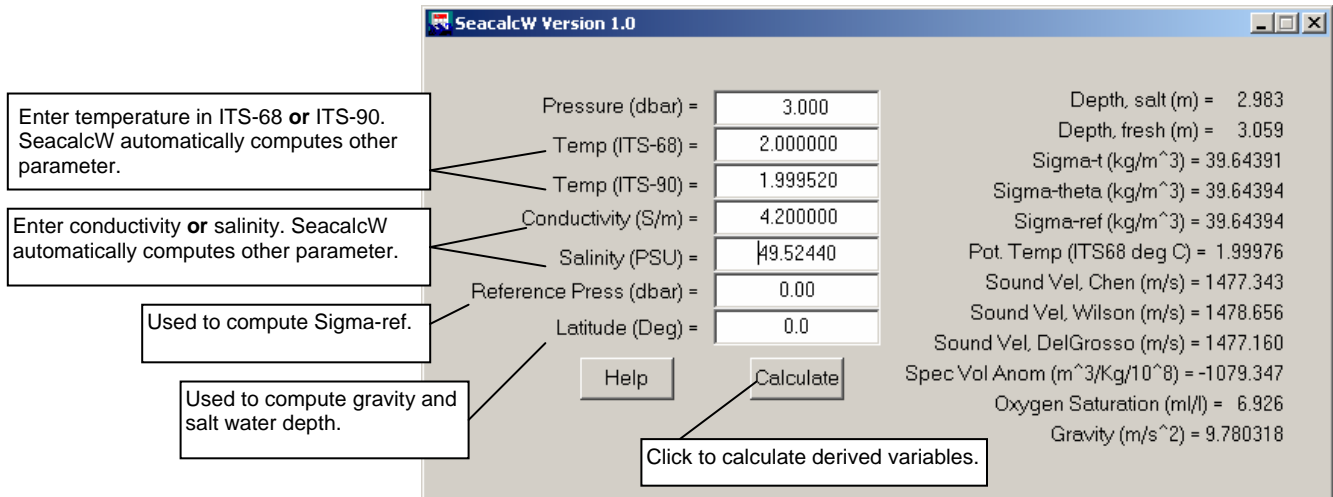 SeacalcW Version 1.0
Enter temperature in ITS-68 or ITS-90.
SeacalcW automatically computes other
parameter.
Enter conductivity or salinity. SeacalcW
automatically computes other parameter.
Used to compute Sigma-ref.
Used to compute gravity and
salt water depth.
Pressure (dbar) = 3.000
Temp (ITS-68) = 2.000000
Temp (ITS-90) = 1.999520
Conductivity (S/m) = 4.200000
Salinity (PSU) = 49.52440
Reference Press (dbar) = 0.00
Latitude (Deg) = 0.0
Help
Calculate
Click to calculate derived variables.
Depth, salt (m) = 2.983
Depth, fresh (m) = 3.059
Sigma-t (kg/m^3) = 39.64391
Sigma-theta (kg/m^3) = 39.64394
Sigma-ref (kg/m^3) = 39.64394
Pot. Temp (ITS68 deg C) = 1.99976
Sound Vel, Chen (m/s) = 1477.343
Sound Vel, Wilson (m/s) = 1478.656
Sound Vel, DelGrosso (m/s) = 1477.160
Spec Vol Anom (m^3/Kg/10^8) = -1079.347
Oxygen Saturation (ml/l) = 6.926
Gravity (m/s^2) = 9.780318